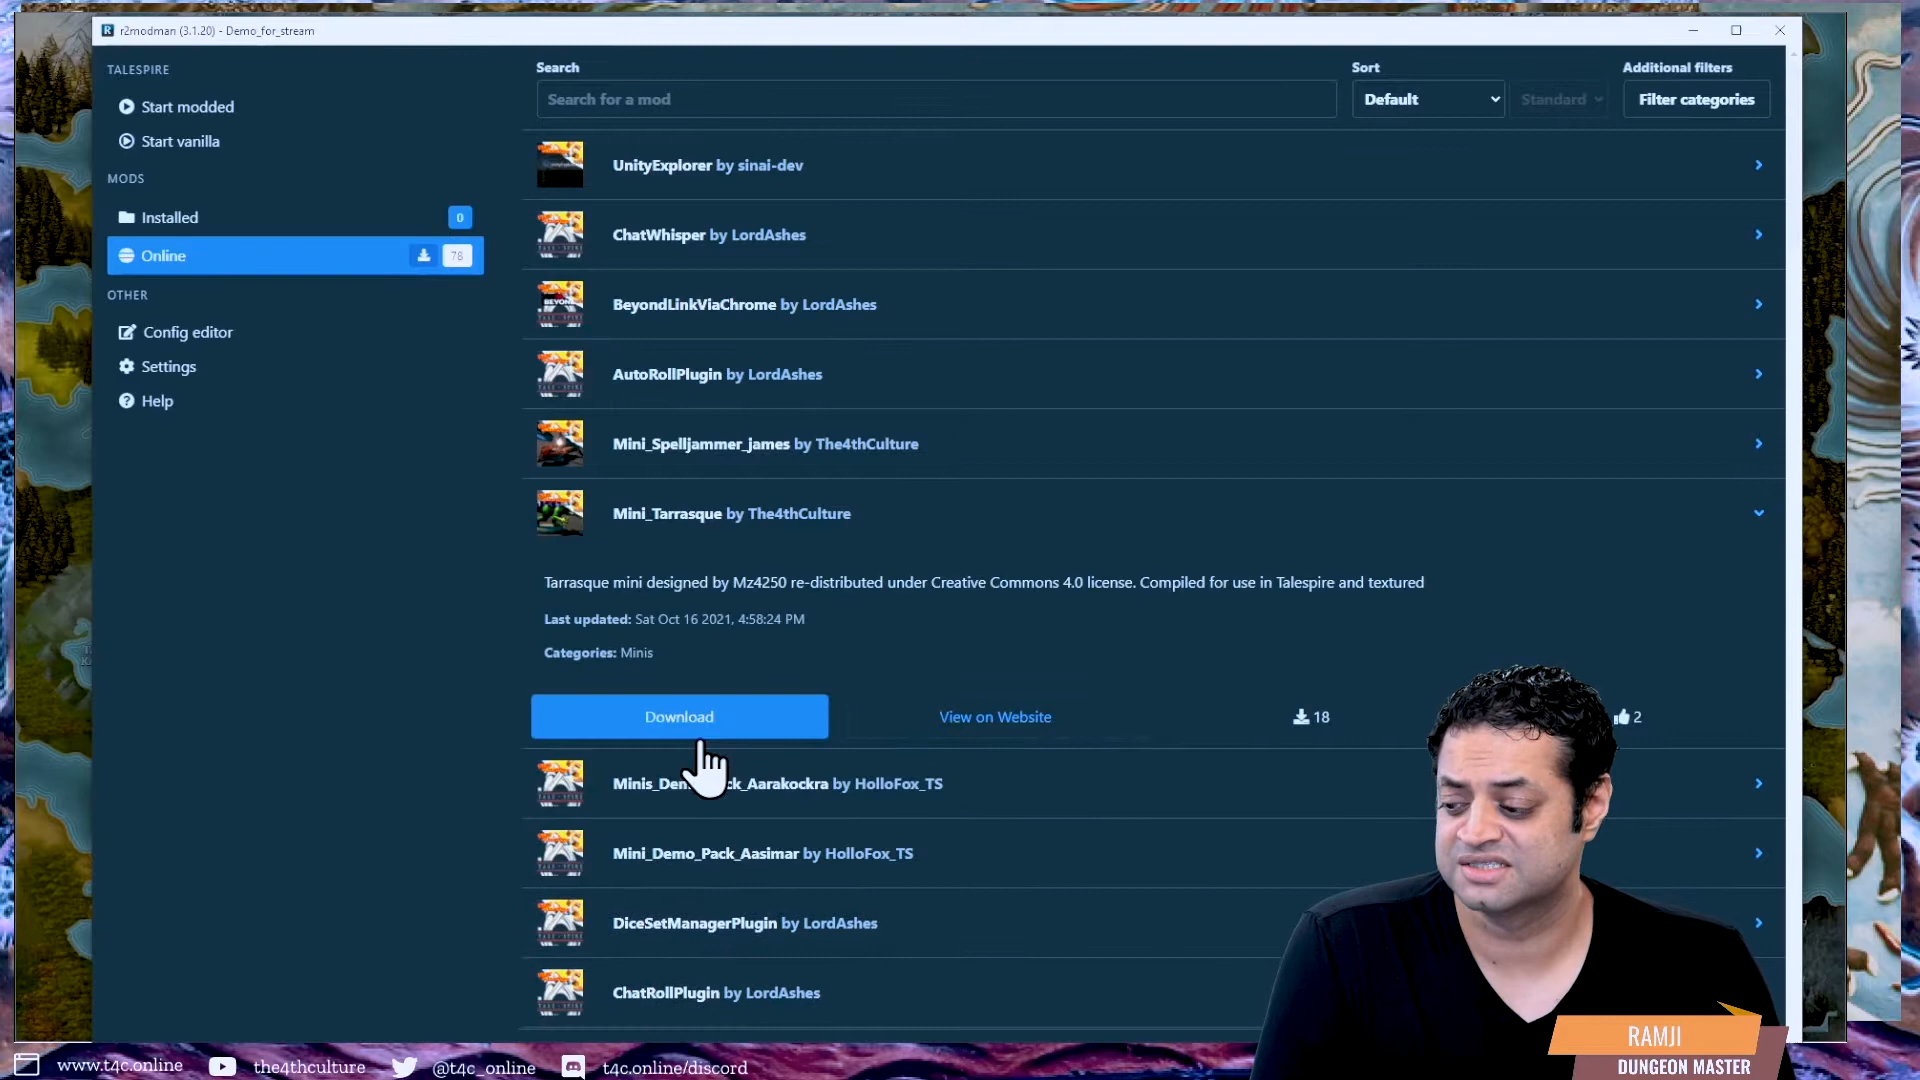 r2modman (3.1.20) - Demo_for_stream
TALESPIRE
Start modded
Start vanilla
MODS
Installed 0
Online 78
OTHER
Config editor
Settings
Help
Search
Search for a mod
Sort
Default
Standard
Additional filters
Filter categories
UnityExplorer by sinai-dev
ChatWhisper by LordAshes
BeyondLinkViaChrome by LordAshes
AutoRollPlugin by LordAshes
Mini_Spelljammer_james by The4thCulture
Mini_Tarrasque by The4thCulture
Tarrasque mini designed by Mz4250 re-distributed under Creative Commons 4.0 license. Compiled for use in Talespire and textured
Last updated: Sat Oct 16 2021, 4:58:24 PM
Categories: Minis
Download
View on Website
18
2
by HolloFox_TS
Mini_Demo_Pack_Aasimar by HolloFox_TS
DiceSetManagerPlugin by LordAshes
ChatRollPlugin by LordAshes
RAMJI
DUNGEON MASTER
www.t4c.online
the4thculture
@t4c_online
t4c.online/discord